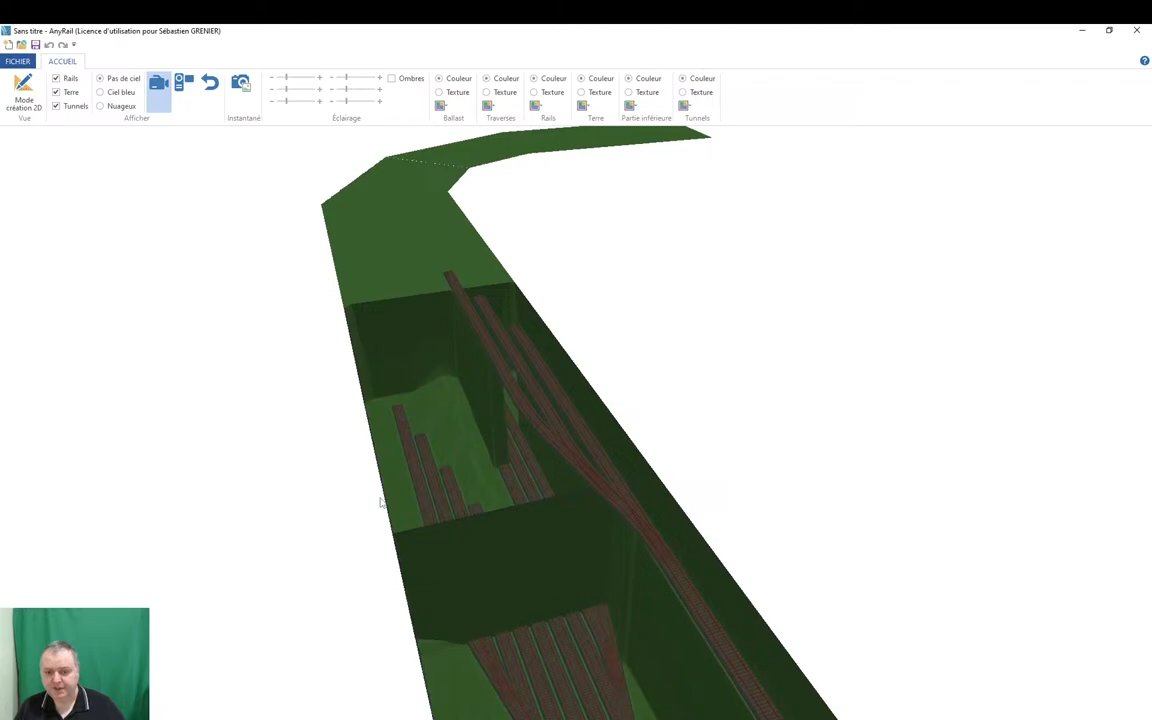 Sans titre - AnyRail (Licence d'utilisation pour Sébastien GRENIER)
FICHIER ACCUEIL
Mode
création 2D
Vue
Rails
Terre
Tunnels
Pas de ciel
Ciel bleu
Nuageux
Afficher
Instantané
Ombres
Éclairage
Couleur
Texture
Ballast
Couleur
Texture
Traverses
Couleur
Texture
Rails
Couleur
Texture
Terre
Couleur
Texture
Partie inférieure
Couleur
Texture
Tunnels